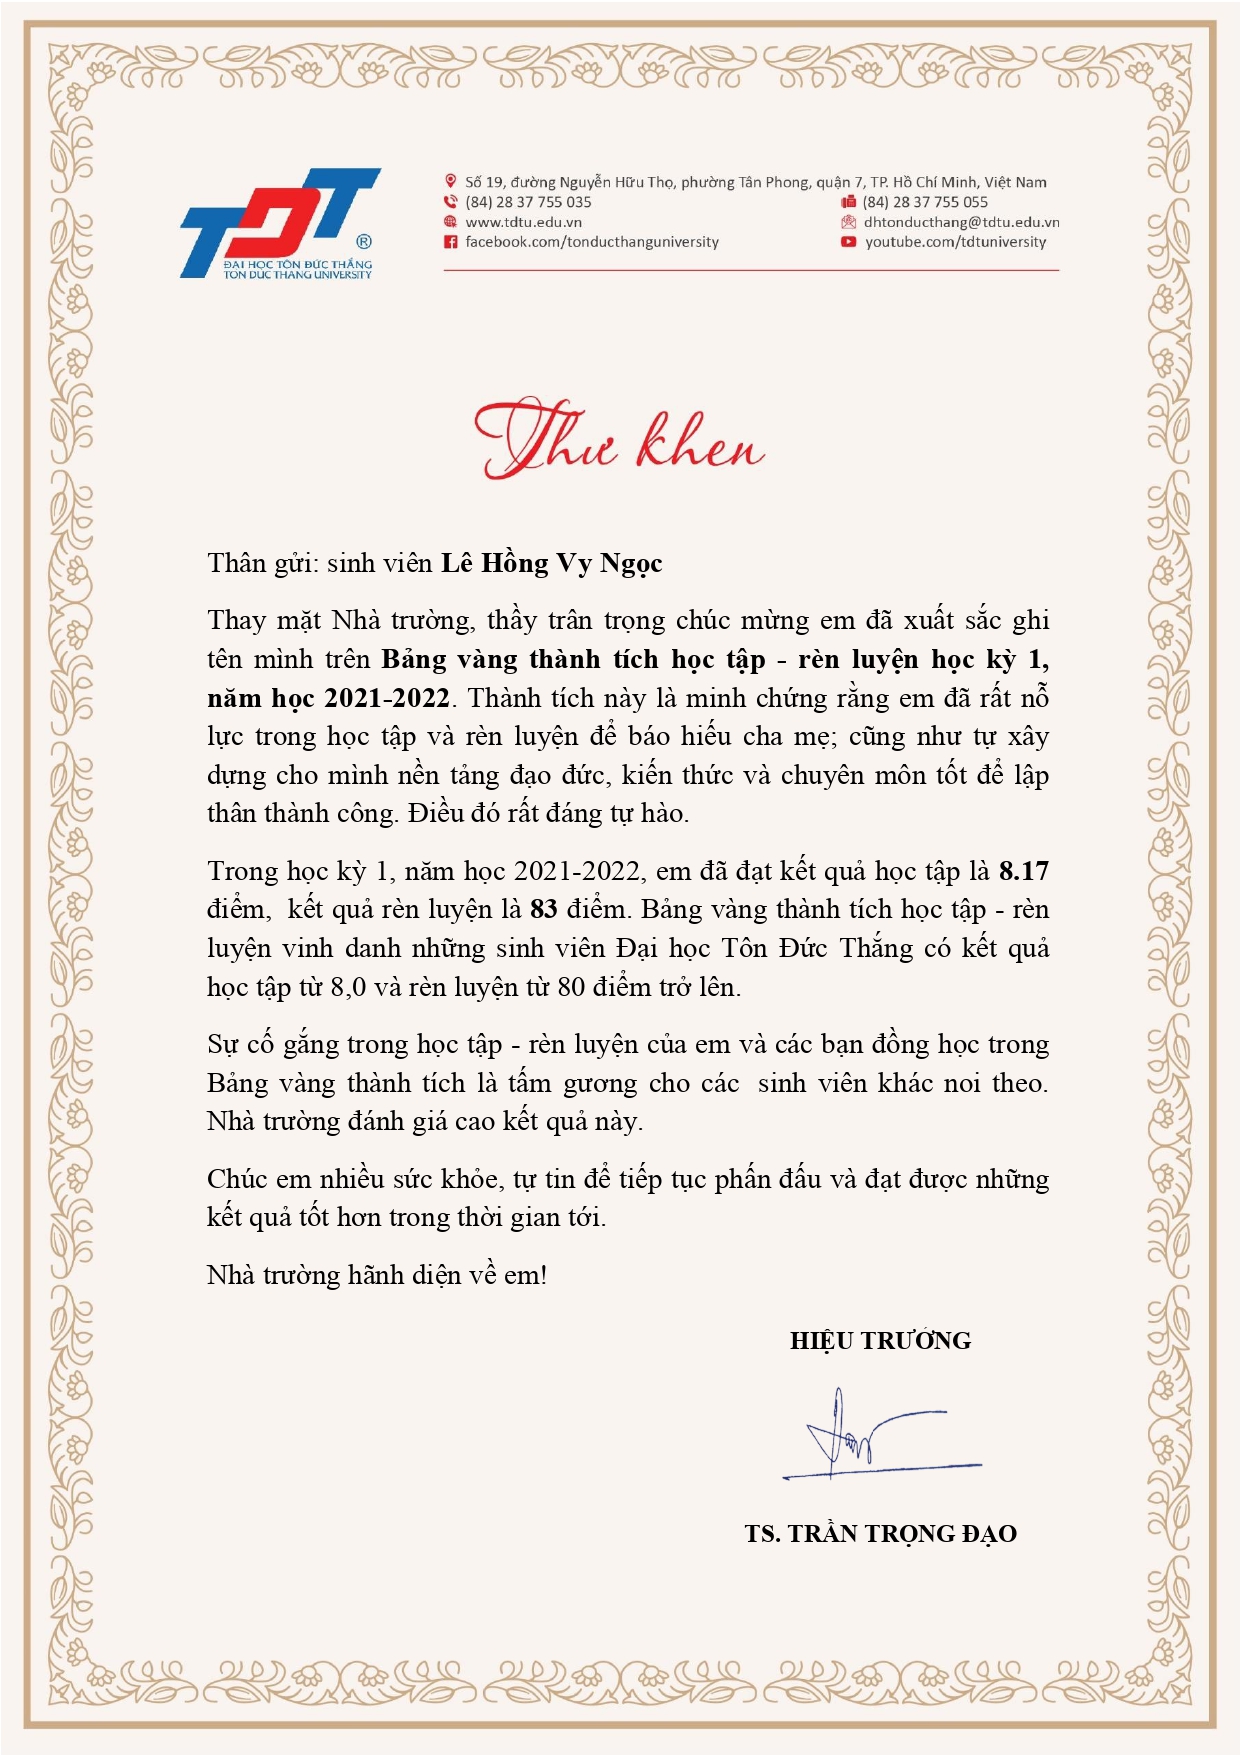 TDT®
ĐẠI HỌC TÔN ĐỨC THẮNG
TON DUC THANG UNIVERSITY
Số 19, đường Nguyễn Hữu Thọ, phường Tân Phong, quận 7, TP. Hồ Chí Minh, Việt Nam
(84) 28 37 755 035 (84) 28 37 755 055
www.tdtu.edu.vn dhtonducthang@tdtu.edu.vn
facebook.com/tonducthanguniversity youtube.com/tdtuniversity
Thư khen
Thân gửi: sinh viên Lê Hồng Vy Ngọc
Thay mặt Nhà trường, thầy trân trọng chúc mừng em đã xuất sắc ghi
tên mình trên Bảng vàng thành tích học tập - rèn luyện học kỳ 1,
năm học 2021-2022. Thành tích này là minh chứng rằng em đã rất nỗ
lực trong học tập và rèn luyện để báo hiếu cha mẹ; cũng như tự xây
dựng cho mình nền tảng đạo đức, kiến thức và chuyên môn tốt để lập
thân thành công. Điều đó rất đáng tự hào.
Trong học kỳ 1, năm học 2021-2022, em đã đạt kết quả học tập là 8.17
điểm, kết quả rèn luyện là 83 điểm. Bảng vàng thành tích học tập - rèn
luyện vinh danh những sinh viên Đại học Tôn Đức Thắng có kết quả
học tập từ 8,0 và rèn luyện từ 80 điểm trở lên.
Sự cố gắng trong học tập - rèn luyện của em và các bạn đồng học trong
Bảng vàng thành tích là tấm gương cho các sinh viên khác noi theo.
Nhà trường đánh giá cao kết quả này.
Chúc em nhiều sức khỏe, tự tin để tiếp tục phấn đấu và đạt được những
kết quả tốt hơn trong thời gian tới.
Nhà trường hãnh diện về em!
HIỆU TRƯỞNG
TS. TRẦN TRỌNG ĐẠO